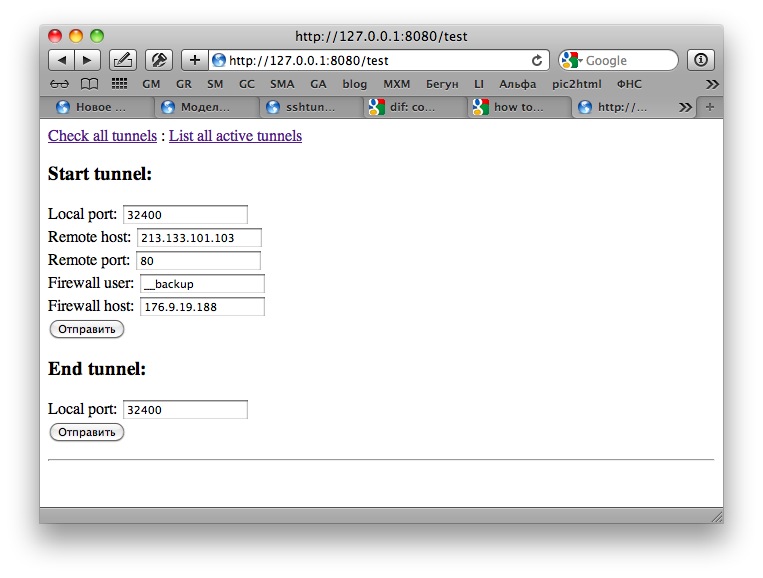 http://127.0.0.1:8080/test
http://127.0.0.1:8080/test Google
GM GR SM GC SMA GA blog MXM Бегун LI Альфа pic2html ФНС
Новое ... Модел... sshtun... dif: co... how to... http://...
Check all tunnels : List all active tunnels
Start tunnel:
Local port: 32400
Remote host: 213.133.101.103
Remote port: 80
Firewall user: __backup
Firewall host: 176.9.19.188
Отправить
End tunnel:
Local port: 32400
Отправить